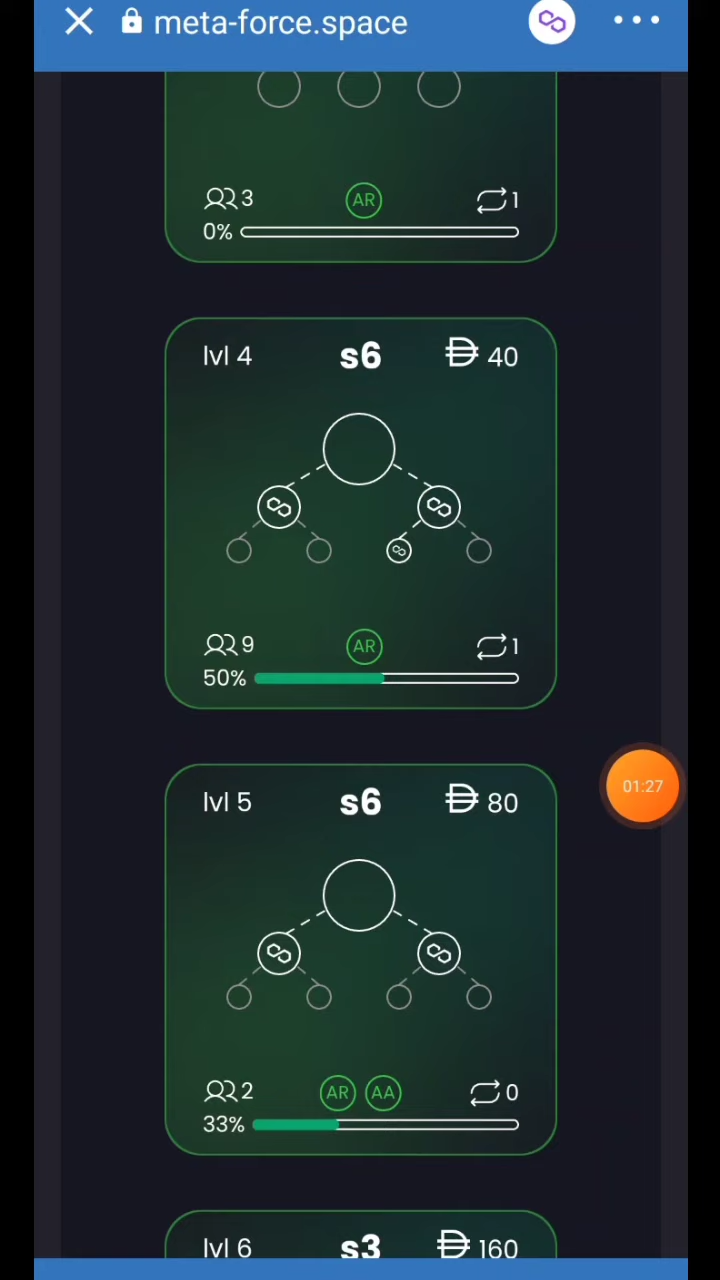 meta-force.space
3 AR 1
0%
lvl 4 s6 40
9 AR 1
50%
01:27
lvl 5 s6 80
2 AR AA 0
33%
lvl 6 s3 160